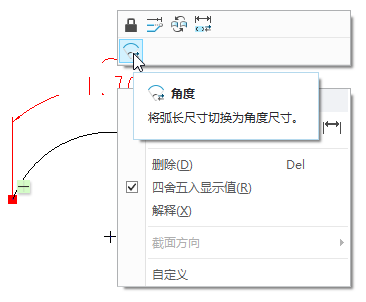 角度
将弧长尺寸切换为角度尺寸。
删除(D) Del
四舍五入显示值(R)
解释(X)
截面方向
自定义